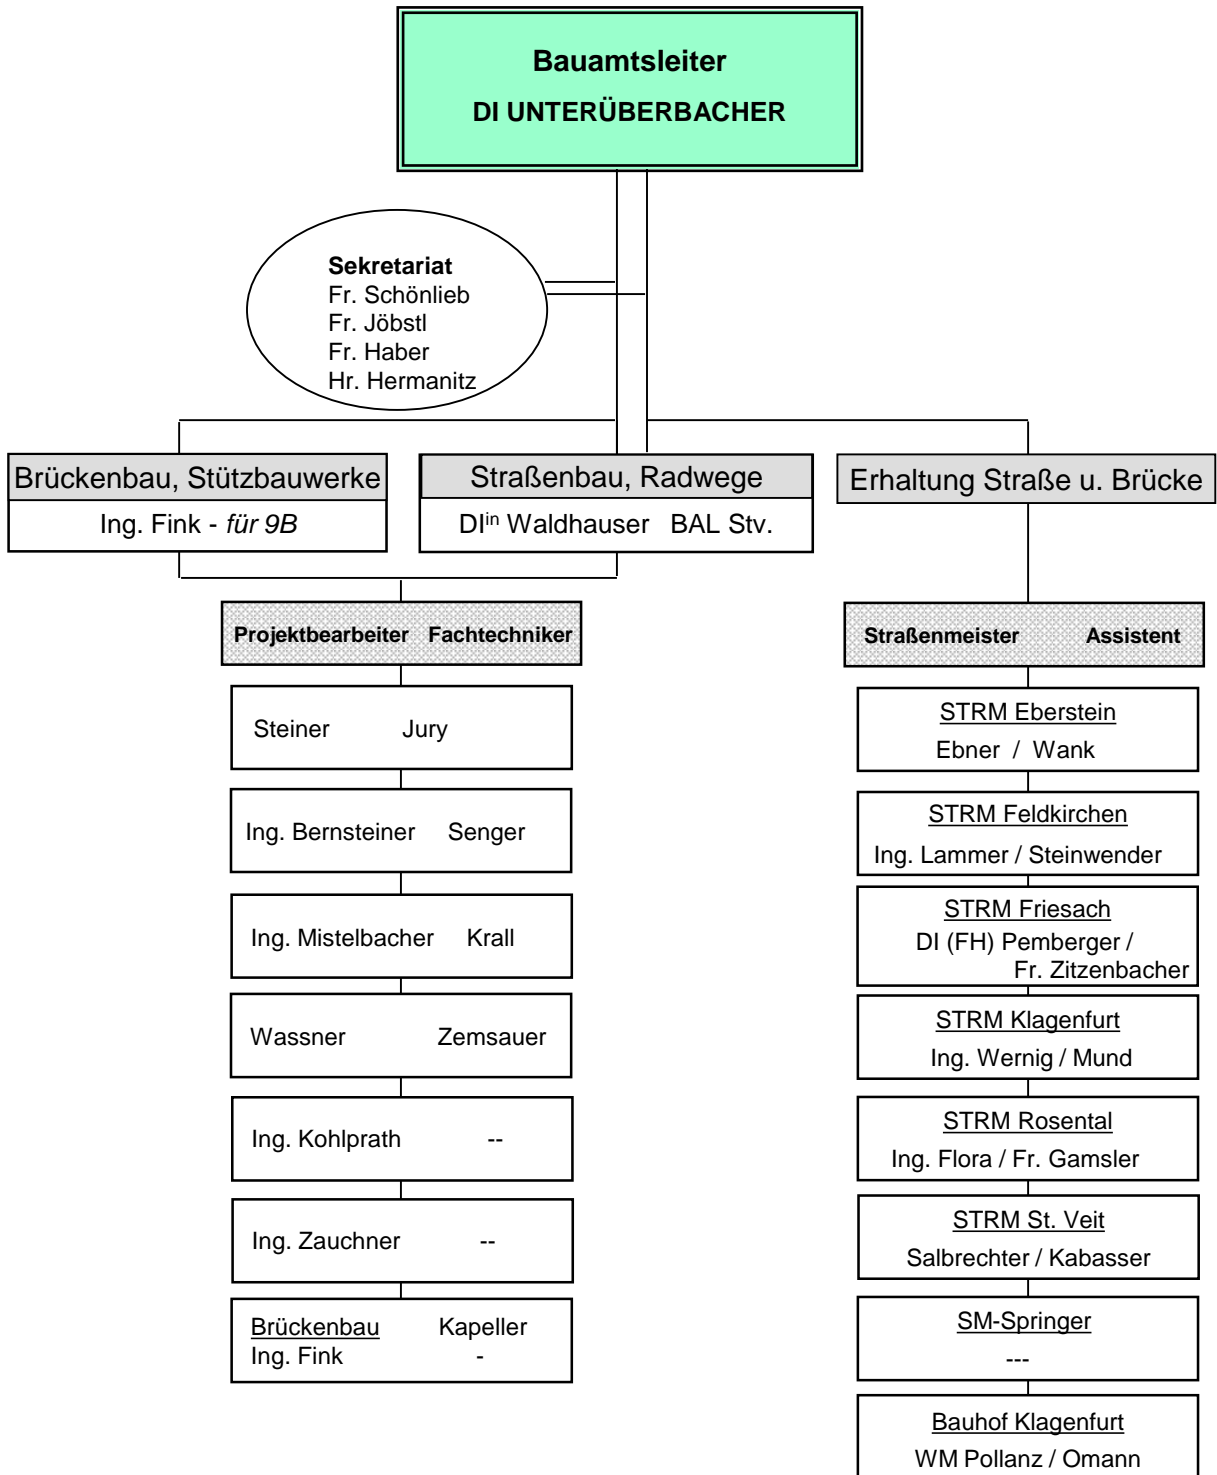 Bauamtsleiter
DI UNTERÜBERBACHER
Sekretariat
Fr. Schönlieb
Fr. Jöbstl
Fr. Haber
Hr. Hermanitz
Brückenbau, Stützbauwerke
Ing. Fink - für 9B
Straßenbau, Radwege
DIin Waldhauser BAL Stv.
Erhaltung Straße u. Brücke
Projektbearbeiter Fachtechniker
Steiner Jury
Ing. Bernsteiner Senger
Ing. Mistelbacher Krall
Wassner Zemsauer
Ing. Kohlprath --
Ing. Zauchner --
Brückenbau Kapeller
Ing. Fink -
Straßenmeister Assistent
STRM Eberstein
Ebner / Wank
STRM Feldkirchen
Ing. Lammer / Steinwender
STRM Friesach
DI (FH) Pemberger /
Fr. Zitzenbacher
STRM Klagenfurt
Ing. Wernig / Mund
STRM Rosental
Ing. Flora / Fr. Gamsler
STRM St. Veit
Salbrechter / Kabasser
SM-Springer
---
Bauhof Klagenfurt
WM Pollanz / Omann